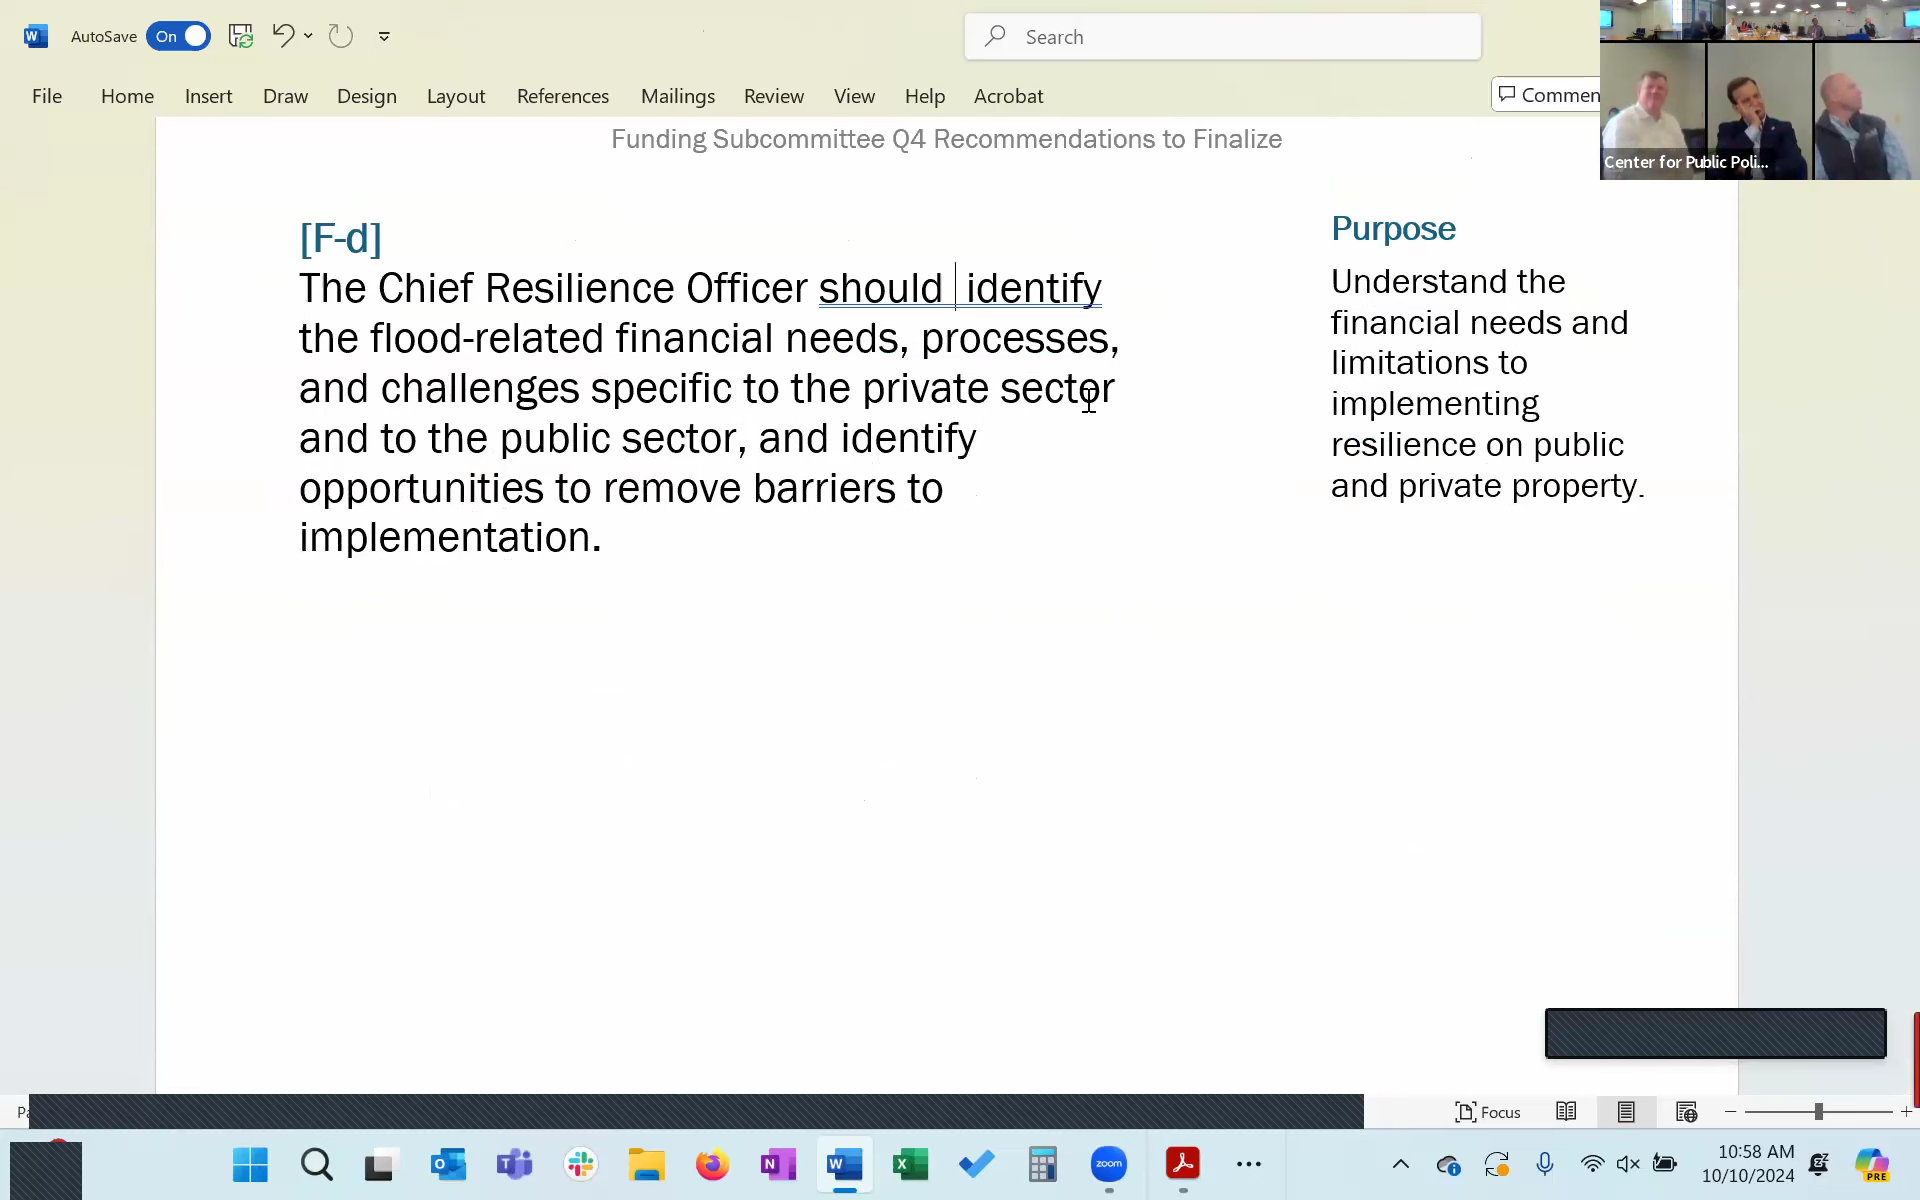 AutoSave On
Search
File Home Insert Draw Design Layout References Mailings Review View Help Acrobat
Commen
Center for Public Poli...
Funding Subcommittee Q4 Recommendations to Finalize
[F-d]
The Chief Resilience Officer should identify
the flood-related financial needs, processes,
and challenges specific to the private sector
and to the public sector, and identify
opportunities to remove barriers to
implementation.
Purpose
Understand the
financial needs and
limitations to
implementing
resilience on public
and private property.
Focus
zoom
10:58 AM
10/10/2024
PRE